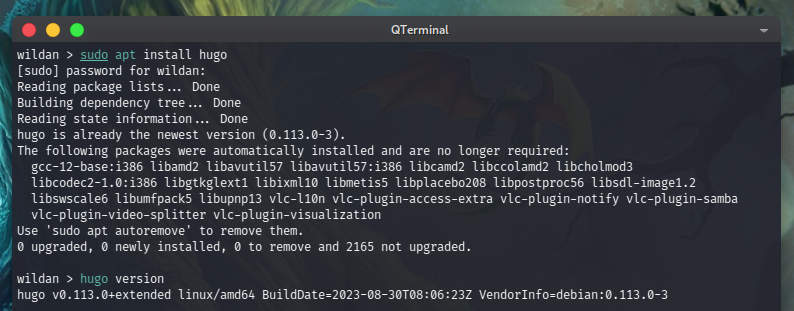 QTerminal
wildan > sudo apt install hugo
[sudo] password for wildan:
Reading package lists... Done
Building dependency tree... Done
Reading state information... Done
hugo is already the newest version (0.113.0-3).
The following packages were automatically installed and are no longer required:
  gcc-12-base:i386 libamd2 libavutil57 libavutil57:i386 libcamd2 libccolamd2 libcholmod3
  libcodec2-1.0:i386 libgtkglext1 libixml10 libmetis5 libplacebo208 libpostproc56 libsdl-image1.2
  libswscale6 libumfpack5 libupnp13 vlc-l10n vlc-plugin-access-extra vlc-plugin-notify vlc-plugin-samba
  vlc-plugin-video-splitter vlc-plugin-visualization
Use 'sudo apt autoremove' to remove them.
0 upgraded, 0 newly installed, 0 to remove and 2165 not upgraded.
wildan > hugo version
hugo v0.113.0+extended linux/amd64 BuildDate=2023-08-30T08:06:23Z VendorInfo=debian:0.113.0-3